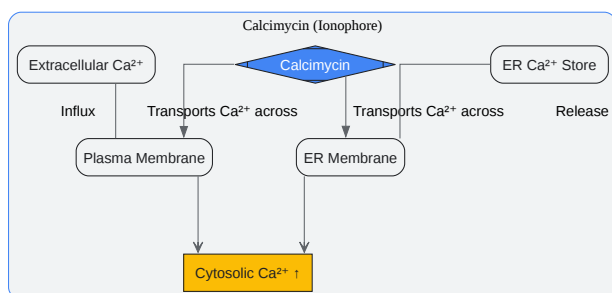 Calcimycin (Ionophore)
Extracellular Ca²⁺
Calcimycin
ER Ca²⁺ Store
Influx
Transports Ca²⁺ across
Transports Ca²⁺ across
Release
Plasma Membrane
ER Membrane
Cytosolic Ca²⁺ ↑